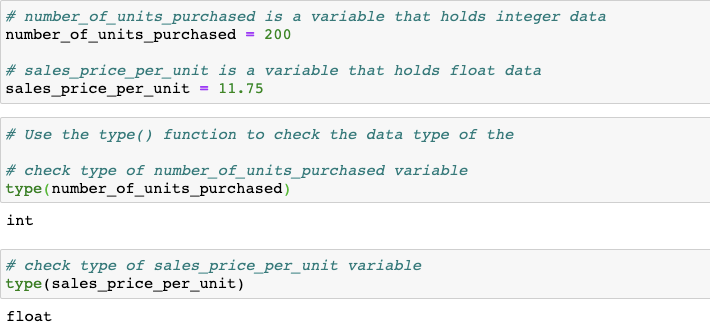 # number_of_units_purchased is a variable that holds integer data
number_of_units_purchased = 200
# sales_price_per_unit is a variable that holds float data
sales_price_per_unit = 11.75
# Use the type() function to check the data type of the
# check type of number_of_units_purchased variable
type(number_of_units_purchased)
int
# check type of sales_price_per_unit variable
type(sales_price_per_unit)
float